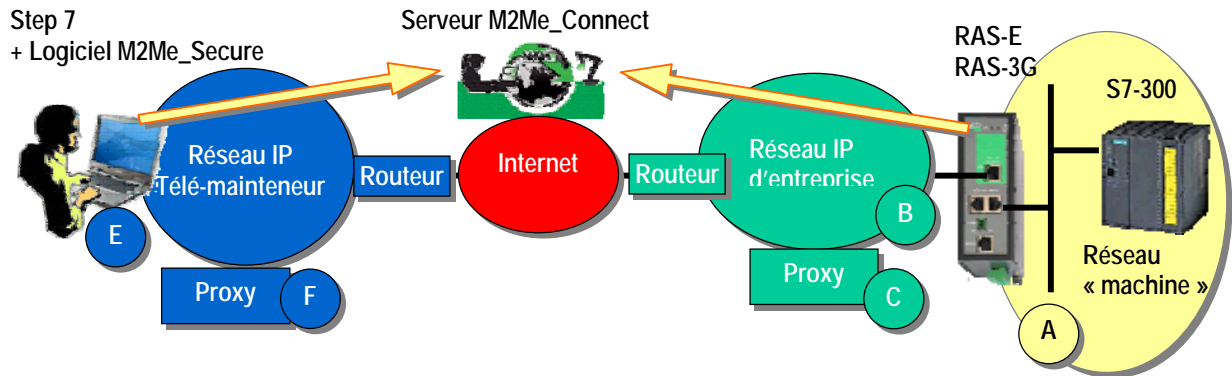 Step 7
+ Logiciel M2Me_Secure
Serveur M2Me_Connect
RAS-E
RAS-3G
S7-300
Réseau IP
Télé-mainteneur
Routeur
Internet
Routeur
Réseau IP
d’entreprise
E
B
Proxy
F
Proxy
C
Réseau
« machine »
A